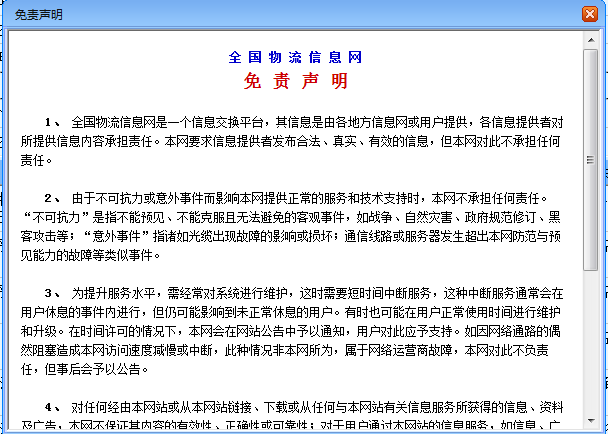 免责声明
全国物流信息网
免责声明
1、 全国物流信息网是一个信息交换平台，其信息是由各地方信息网或用户提供，各信息提供者对
所提供信息内容承担责任。本网要求信息提供者发布合法、真实、有效的信息，但本网对此不承担任何
责任。
2、 由于不可抗力或意外事件而影响本网提供正常的服务和技术支持时，本网不承担任何责任。
“不可抗力”是指不能预见、不能克服且无法避免的客观事件，如战争、自然灾害、政府规范修订、黑
客攻击等；“意外事件”指诸如光缆出现故障的影响或损坏；通信线路或服务器发生超出本网防范与预
见能力的故障等类似事件。
3、 为提升服务水平，需经常对系统进行维护，这时需要短时间中断服务，这种中断服务通常会在
用户休息的事件内进行，但仍可能影响到未正常休息的用户。有时也可能在用户正常使用时间进行维护
和升级。在时间许可的情况下，本网会在网站公告中予以通知，用户对此应予支持。如因网络通路的偶
然阻塞造成本网访问速度减慢或中断，此种情况非本网所为，属于网络运营商故障，本网对此不负责
任，但事后会予以公告。
4、 对任何经由本网站或从本网站链接、下载或从任何与本网站有关信息服务所获得的信息、资料
及广告，本网不保证其内容的有效性、正确性或可靠性；对于用户通过本网站的信息服务，如信息、广